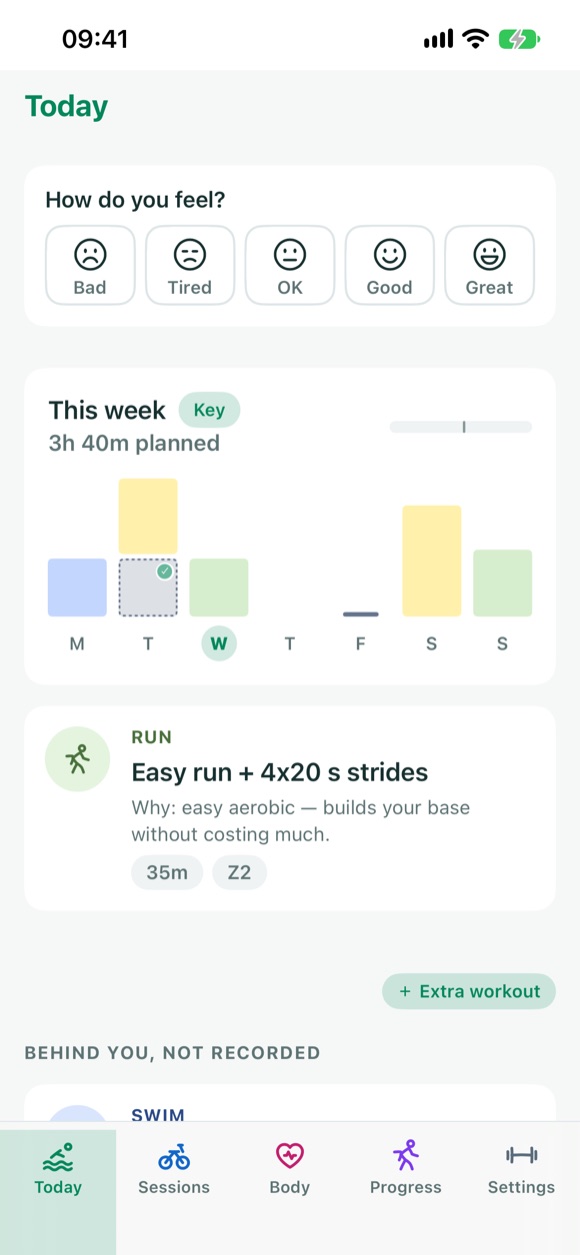 09:41
Today
How do you feel?
Bad
Tired
OK
Good
Great
This week
Key
3h 40m planned
M
T
W
T
F
S
S
RUN
Easy run + 4x20 s strides
Why: easy aerobic — builds your base
without costing much.
35m
Z2
+ Extra workout
BEHIND YOU, NOT RECORDED
SWIM
Today
Sessions
Body
Progress
Settings